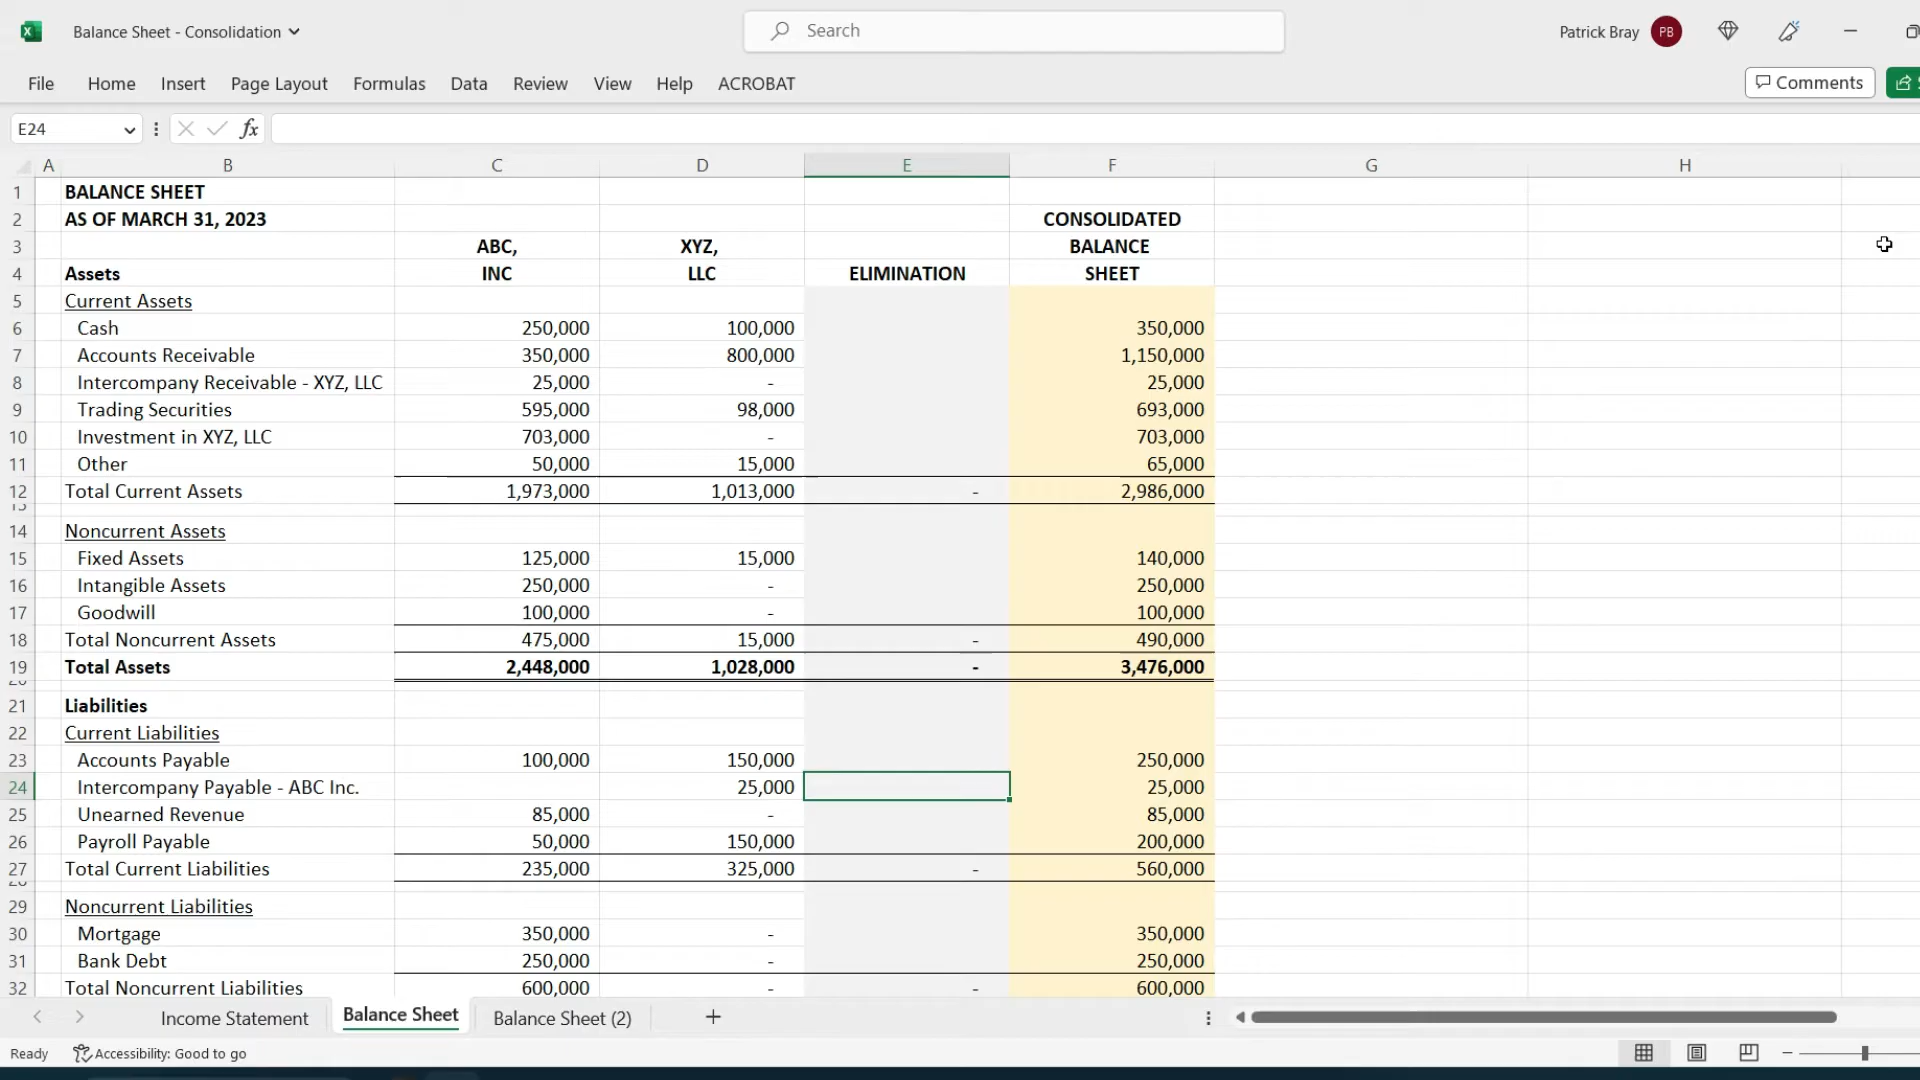 Balance Sheet - Consolidation
Search
Patrick Bray PB
File Home Insert Page Layout Formulas Data Review View Help ACROBAT
Comments
E24 fx
A B C D E F G H
1 BALANCE SHEET
2 AS OF MARCH 31, 2023 CONSOLIDATED
3 ABC, XYZ, BALANCE
4 Assets INC LLC ELIMINATION SHEET
5 Current Assets
6 Cash 250,000 100,000 350,000
7 Accounts Receivable 350,000 800,000 1,150,000
8 Intercompany Receivable - XYZ, LLC 25,000 - 25,000
9 Trading Securities 595,000 98,000 693,000
10 Investment in XYZ, LLC 703,000 - 703,000
11 Other 50,000 15,000 65,000
12 Total Current Assets 1,973,000 1,013,000 - 2,986,000
14 Noncurrent Assets
15 Fixed Assets 125,000 15,000 140,000
16 Intangible Assets 250,000 - 250,000
17 Goodwill 100,000 - 100,000
18 Total Noncurrent Assets 475,000 15,000 - 490,000
19 Total Assets 2,448,000 1,028,000 - 3,476,000
21 Liabilities
22 Current Liabilities
23 Accounts Payable 100,000 150,000 250,000
24 Intercompany Payable - ABC Inc. 25,000 25,000
25 Unearned Revenue 85,000 - 85,000
26 Payroll Payable 50,000 150,000 200,000
27 Total Current Liabilities 235,000 325,000 - 560,000
29 Noncurrent Liabilities
30 Mortgage 350,000 - 350,000
31 Bank Debt 250,000 - 250,000
32 Total Noncurrent Liabilities 600,000 - - 600,000
Income Statement Balance Sheet Balance Sheet (2)
Ready Accessibility: Good to go